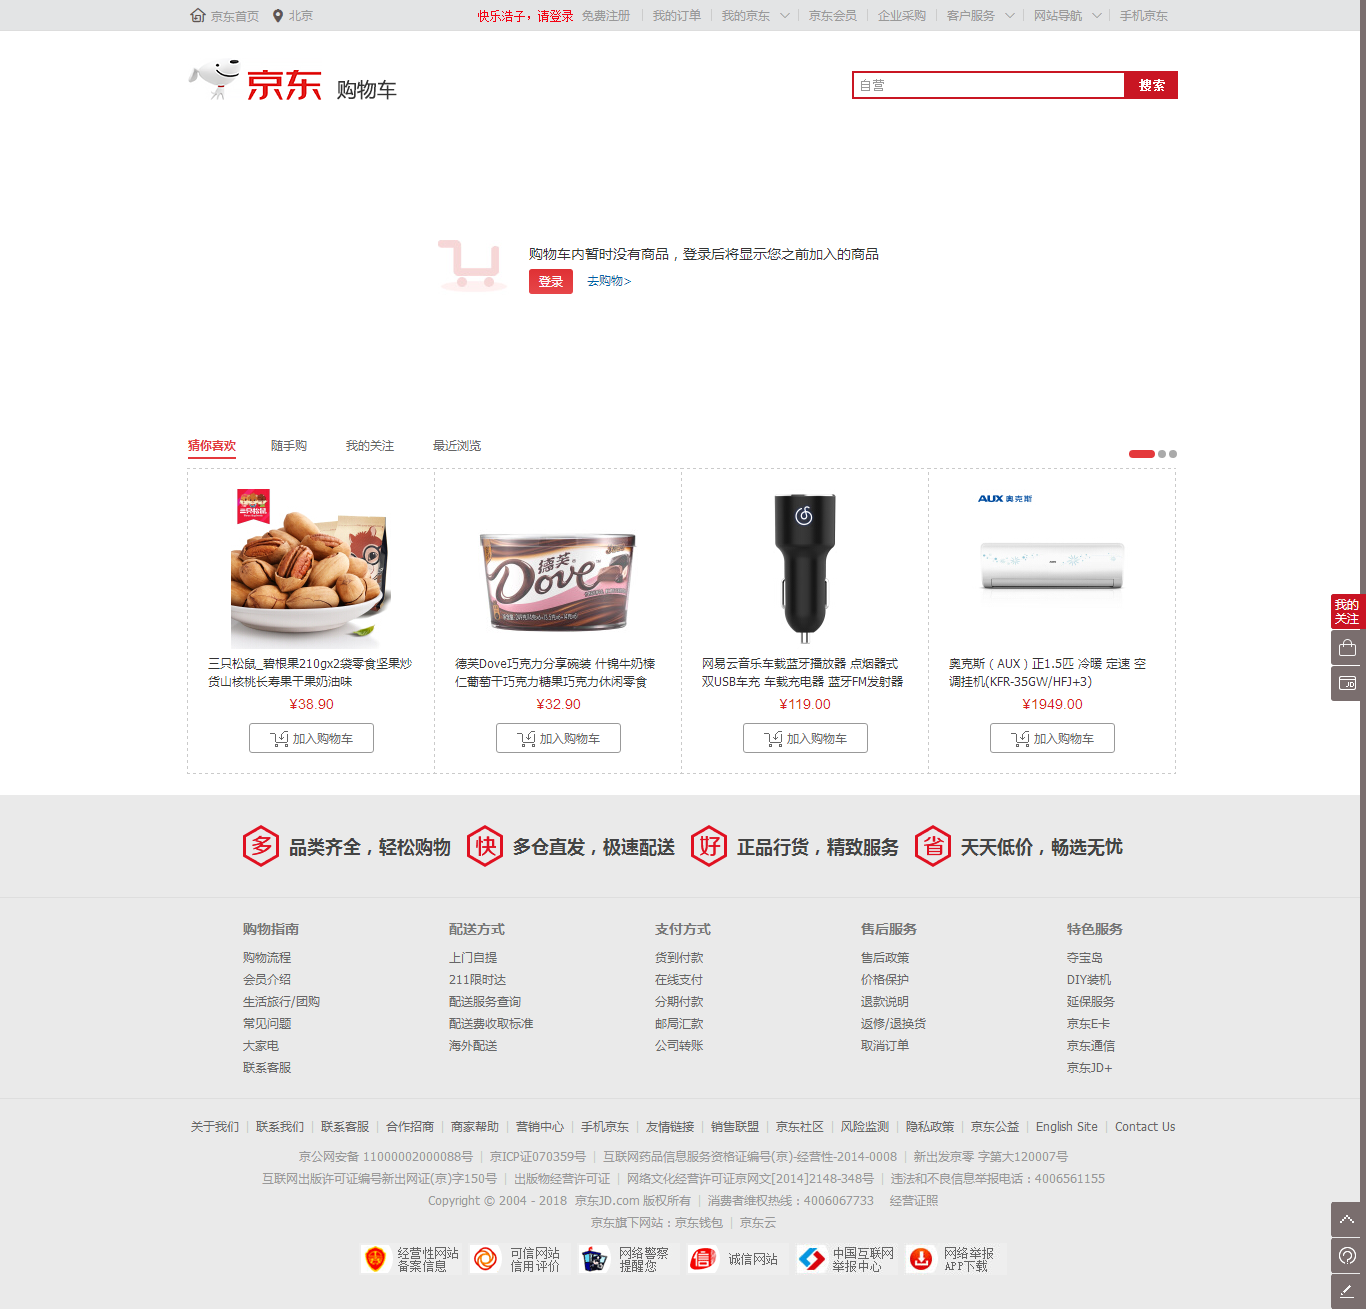 京东首页 北京 快乐浩子，请登录 免费注册 我的订单 我的京东 京东会员 企业采购 客户服务 网站导航 手机京东
京东 购物车 自营 搜索
购物车内暂时没有商品，登录后将显示您之前加入的商品
登录 去购物>
猜你喜欢 随手购 我的关注 最近浏览
三只松鼠
AUX 奥克斯
德芙
Dove
我的
关注
JD
三只松鼠_碧根果210gx2袋零食坚果炒
货山核桃长寿果干果奶油味
¥38.90
加入购物车
德芙Dove巧克力分享碗装 什锦牛奶榛
仁葡萄干巧克力糖果巧克力休闲零食
¥32.90
加入购物车
网易云音乐车载蓝牙播放器 点烟器式
双USB车充 车载充电器 蓝牙FM发射器
¥119.00
加入购物车
奥克斯（AUX）正1.5匹 冷暖 定速 空
调挂机(KFR-35GW/HFJ+3)
¥1949.00
加入购物车
多 品类齐全，轻松购物 快 多仓直发，极速配送 好 正品行货，精致服务 省 天天低价，畅选无忧
购物指南
购物流程
会员介绍
生活旅行/团购
常见问题
大家电
联系客服
配送方式
上门自提
211限时达
配送服务查询
配送费收取标准
海外配送
支付方式
货到付款
在线支付
分期付款
邮局汇款
公司转账
售后服务
售后政策
价格保护
退款说明
返修/退换货
取消订单
特色服务
夺宝岛
DIY装机
延保服务
京东E卡
京东通信
京东JD+
关于我们 | 联系我们 | 联系客服 | 合作招商 | 商家帮助 | 营销中心 | 手机京东 | 友情链接 | 销售联盟 | 京东社区 | 风险监测 | 隐私政策 | 京东公益 | English Site | Contact Us
京公网安备 11000002000088号 | 京ICP证070359号 | 互联网药品信息服务资格证编号(京)-经营性-2014-0008 | 新出发京零 字第大120007号
互联网出版许可证编号新出网证(京)字150号 | 出版物经营许可证 | 网络文化经营许可证京网文[2014]2148-348号 | 违法和不良信息举报电话：4006561155
Copyright © 2004 - 2018 京东JD.com 版权所有 | 消费者维权热线：4006067733 经营证照
京东旗下网站：京东钱包 | 京东云
经营性网站
备案信息
可信网站
信用评价
网络警察
提醒您
信 诚信网站
中国互联网
举报中心
网络举报
APP下载